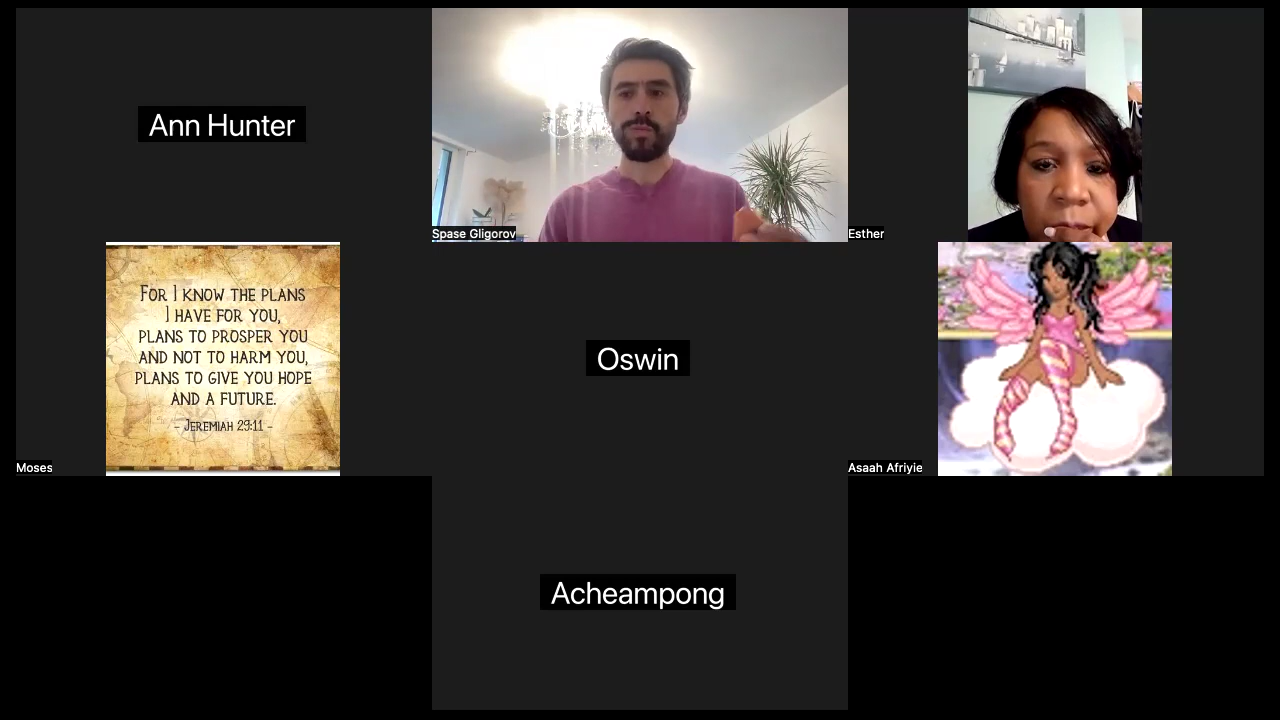 Ann Hunter
Spase Gligorov
Esther
FOR I KNOW THE PLANS
I HAVE FOR YOU,
PLANS TO PROSPER YOU
AND NOT TO HARM YOU,
PLANS TO GIVE YOU HOPE
AND A FUTURE.
- JEREMIAH 29:11 -
Moses
Oswin
Asaah Afriyie
Acheampong